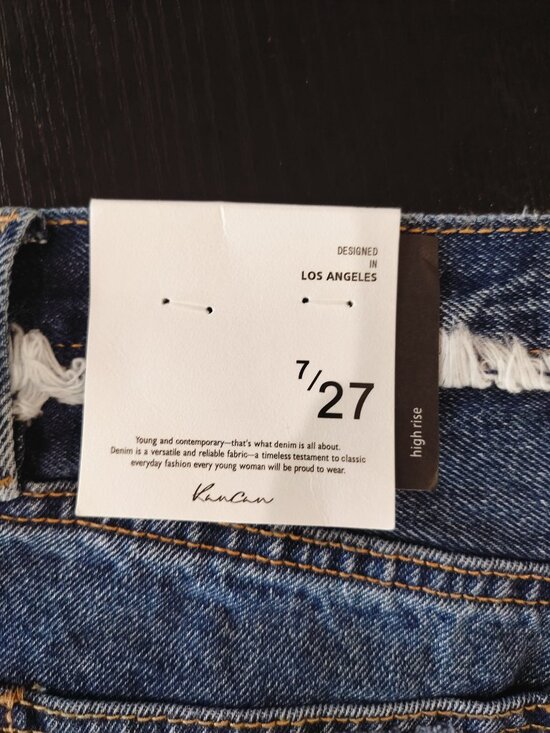 DESIGNED
IN
LOS ANGELES
7/27
Young and contemporary—that's what denim is all about.
Denim is a versatile and reliable fabric—a timeless testament to classic
everyday fashion every young woman will be proud to wear.
KanCan
high rise